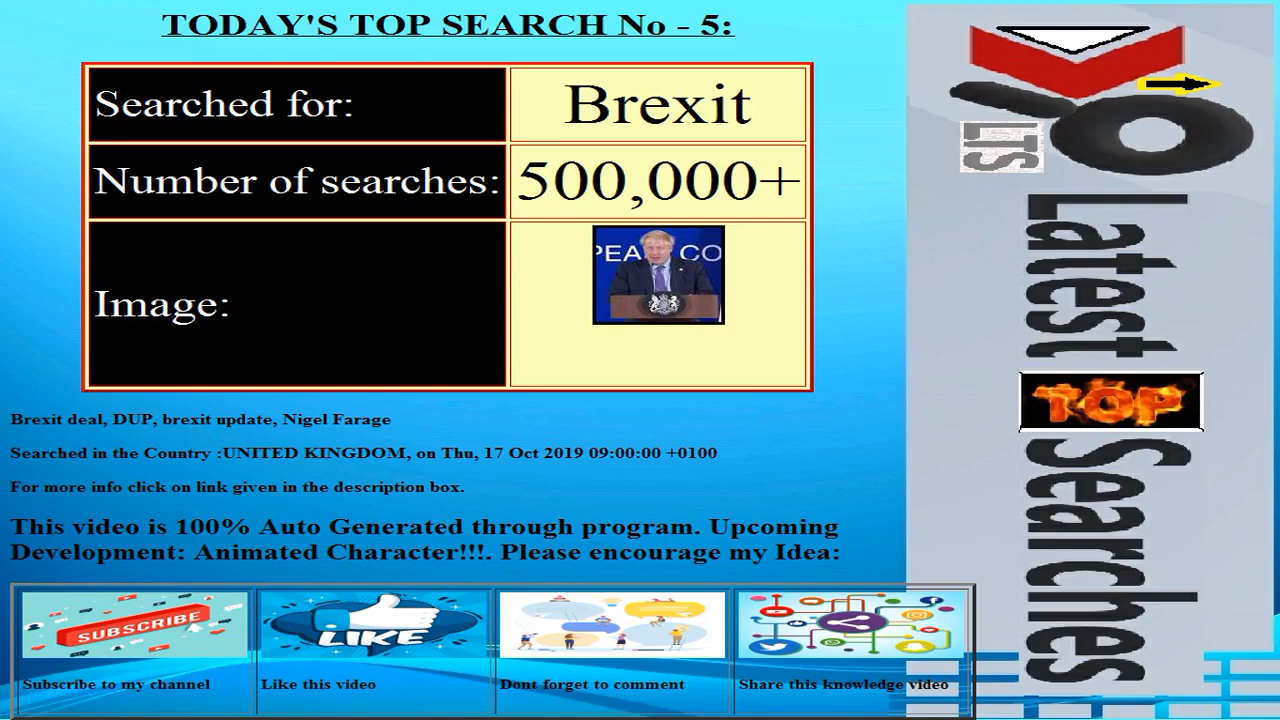 TODAY'S TOP SEARCH No - 5:
Searched for:
Brexit
Number of searches:
500,000+
Image:
PEA CO
Brexit deal, DUP, brexit update, Nigel Farage
Searched in the Country :UNITED KINGDOM, on Thu, 17 Oct 2019 09:00:00 +0100
For more info click on link given in the description box.
This video is 100% Auto Generated through program. Upcoming
Development: Animated Character!!!. Please encourage my Idea:
SUBSCRIBE
LIKE
Subscribe to my channel
Like this video
Dont forget to comment
Share this knowledge video
LTS
Latest
TOP
Searches